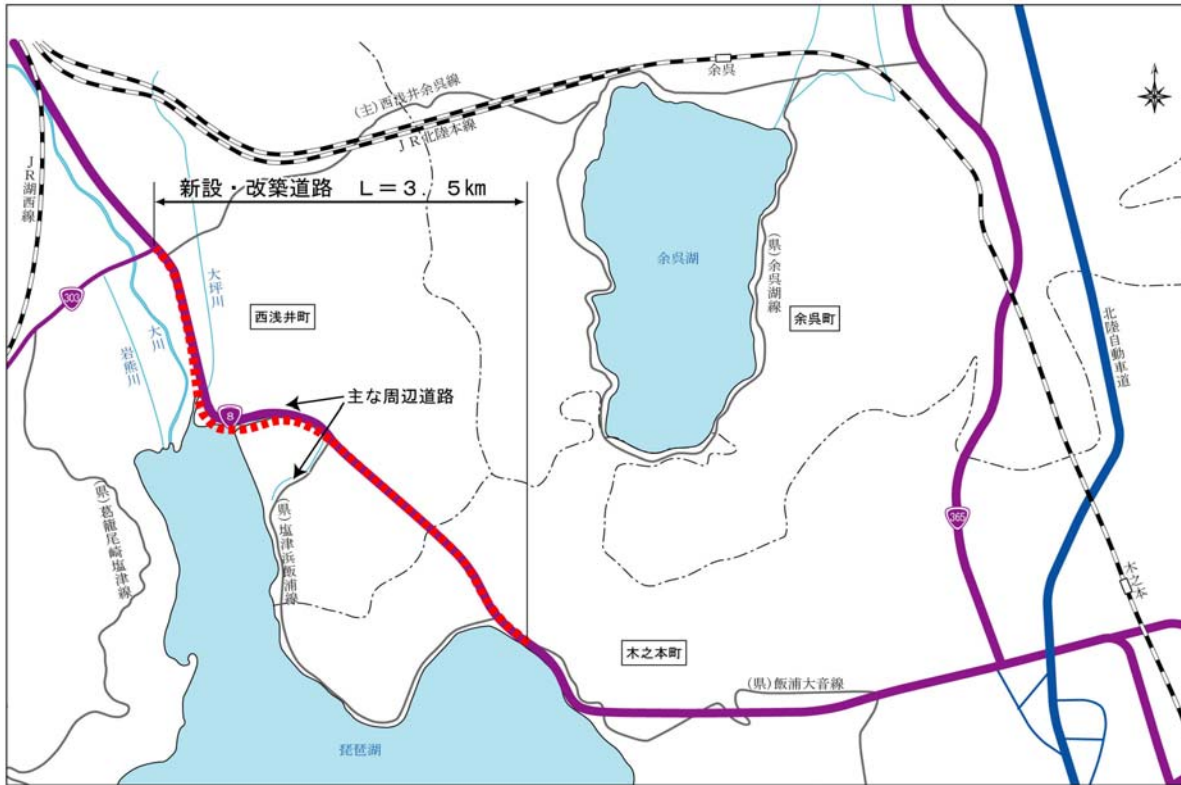 余呉
(主)西浅井余呉線
JR北陸本線
JR湖西線
新設・改築道路 L=3.5km
大坪川
余呉湖
(県)余呉湖線
303
西浅井町
余呉町
北陸自動車道
大川
岩熊川
主な周辺道路
8
(県)葛籠尾崎塩津線
(県)塩津浜飯浦線
365
木之本
木之本町
(県)飯浦大音線
琵琶湖